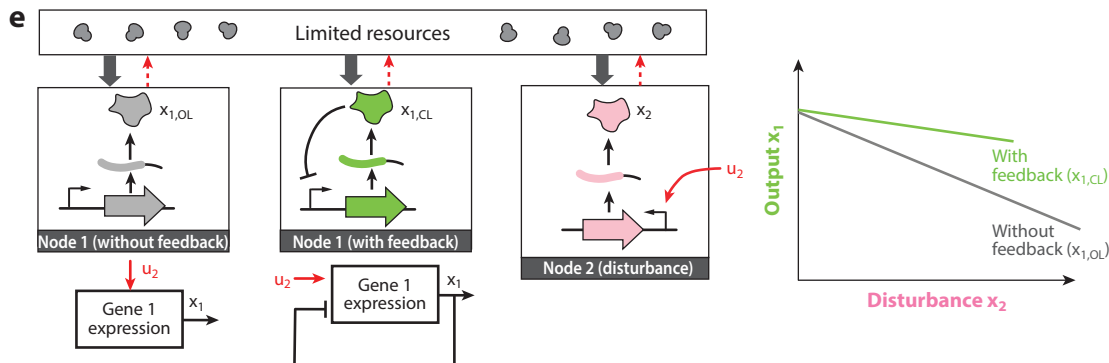 e
Limited resources
x1,OL
x1,CL
x2
u2
Node 1 (without feedback)
Node 1 (with feedback)
Node 2 (disturbance)
u2
Gene 1
expression
x1
u2
Gene 1
expression
x1
Output x1
With
feedback (x1,CL)
Without
feedback (x1,OL)
Disturbance x2